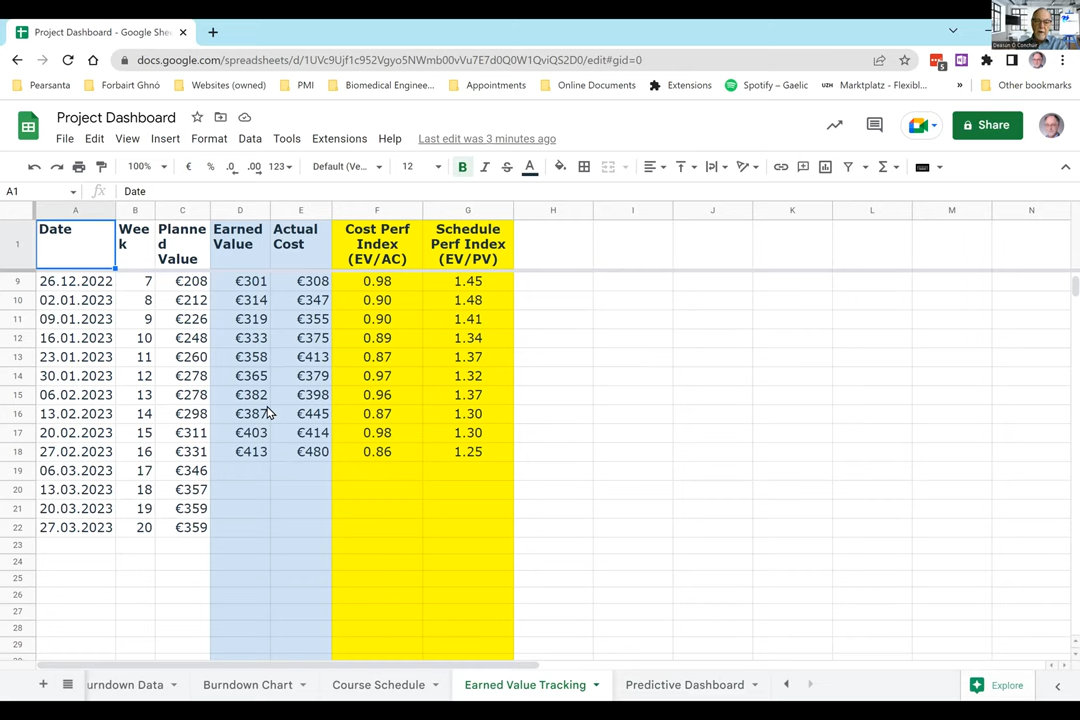 Project Dashboard - Google She
docs.google.com/spreadsheets/d/1UVc9Ujf1c952Vgyo5NWmb00vVu7E7d0Q0W1QviQS2D0/edit#gid=0
5
Deasún Ó Conchúir
Pearsanta Forbairt Ghnó Websites (owned) PMI Biomedical Enginee... Appointments Online Documents Extensions Spotify – Gaelic UZH Marktplatz - Flexibl... » Other bookmarks
Project Dashboard
File Edit View Insert Format Data Tools Extensions Help Last edit was 3 minutes ago
Share
100% € % .0 .00 123 Default (Ve... 12 B I S A
A1 fx Date
A B C D E F G H I J K L M N
1 Date Wee k Planne d Value Earned Value Actual Cost Cost Perf Index (EV/AC) Schedule Perf Index (EV/PV)
9 26.12.2022 7 €208 €301 €308 0.98 1.45
10 02.01.2023 8 €212 €314 €347 0.90 1.48
11 09.01.2023 9 €226 €319 €355 0.90 1.41
12 16.01.2023 10 €248 €333 €375 0.89 1.34
13 23.01.2023 11 €260 €358 €413 0.87 1.37
14 30.01.2023 12 €278 €365 €379 0.97 1.32
15 06.02.2023 13 €278 €382 €398 0.96 1.37
16 13.02.2023 14 €298 €387 €445 0.87 1.30
17 20.02.2023 15 €311 €403 €414 0.98 1.30
18 27.02.2023 16 €331 €413 €480 0.86 1.25
19 06.03.2023 17 €346
20 13.03.2023 18 €357
21 20.03.2023 19 €359
22 27.03.2023 20 €359
23
24
25
26
27
28
29
urndown Data Burndown Chart Course Schedule Earned Value Tracking Predictive Dashboard Explore